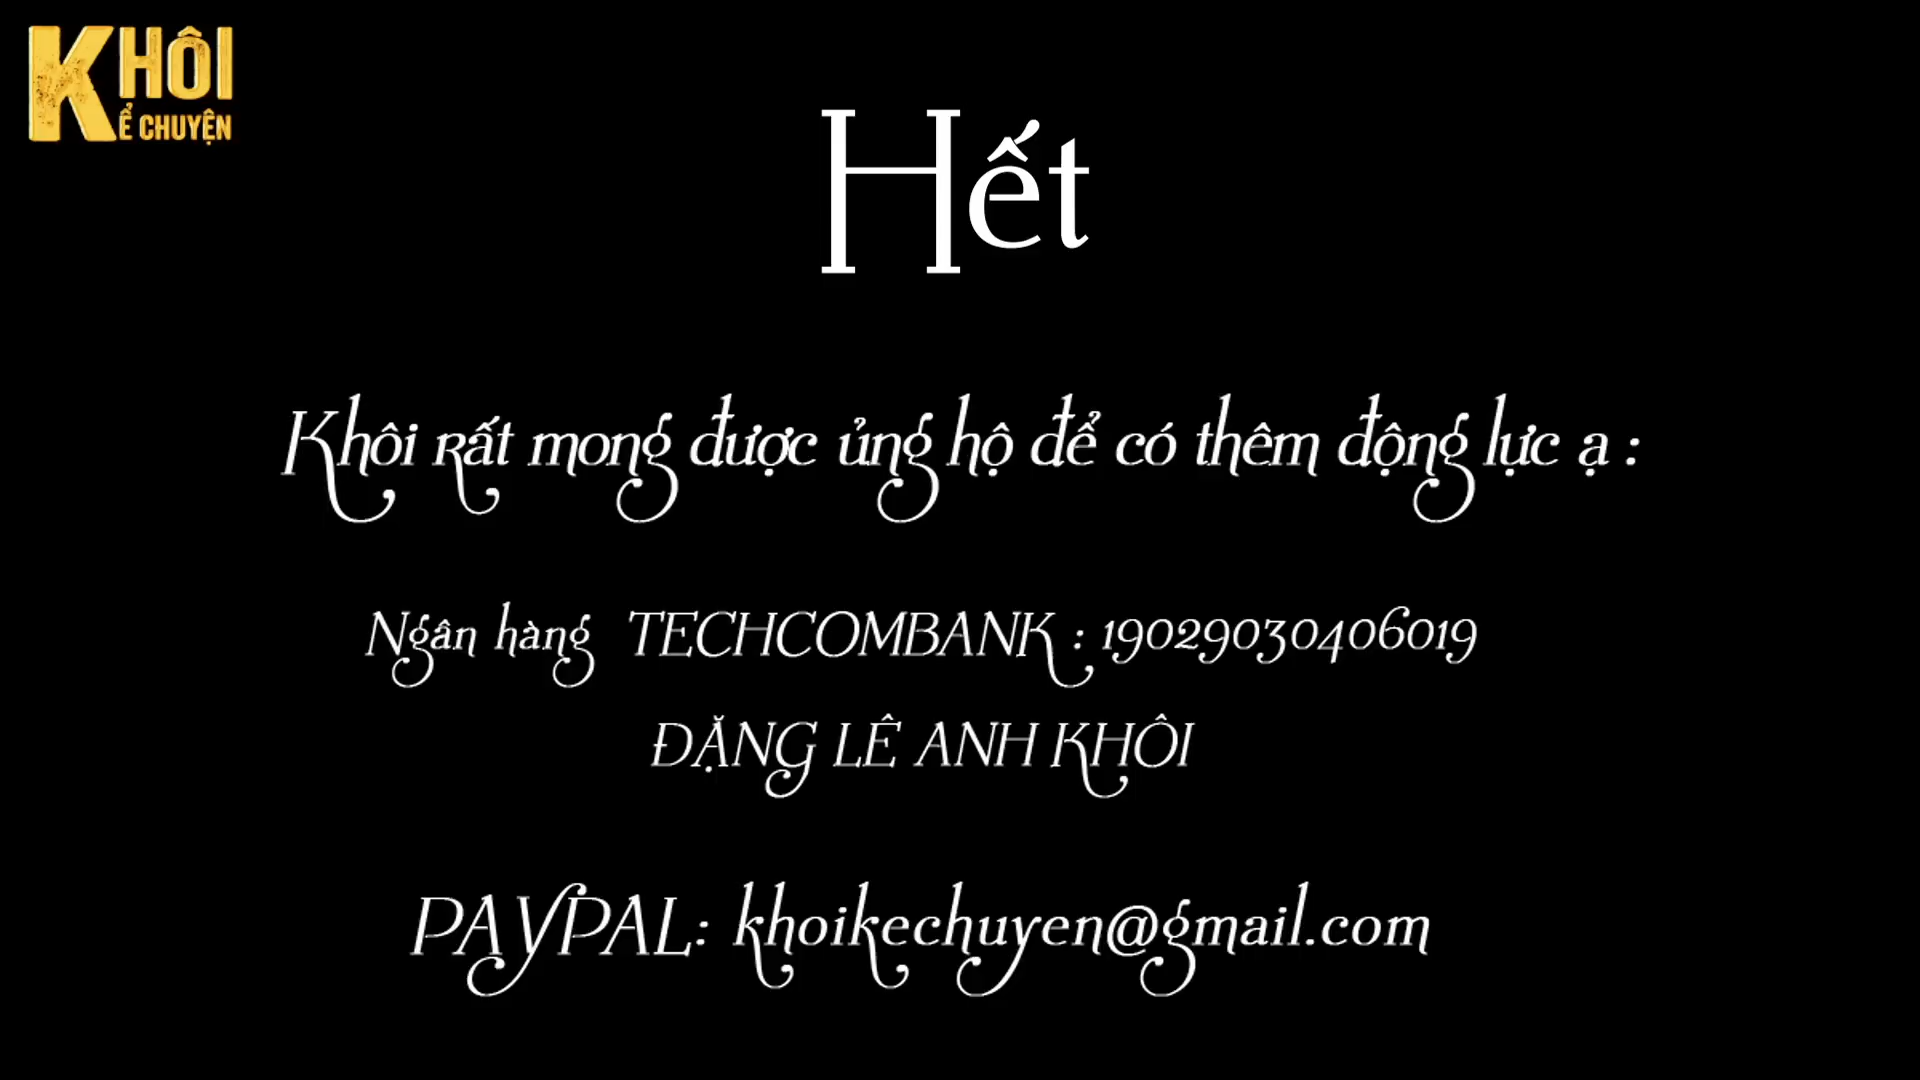 KHÔI
KỂ CHUYỆN
Hết
Khôi rất mong được ủng hộ để có thêm động lực ạ :
Ngân hàng TECHCOMBANK : 19029030406019
ĐẶNG LÊ ANH KHÔI
PAYPAL: khoikechuyen@gmail.com